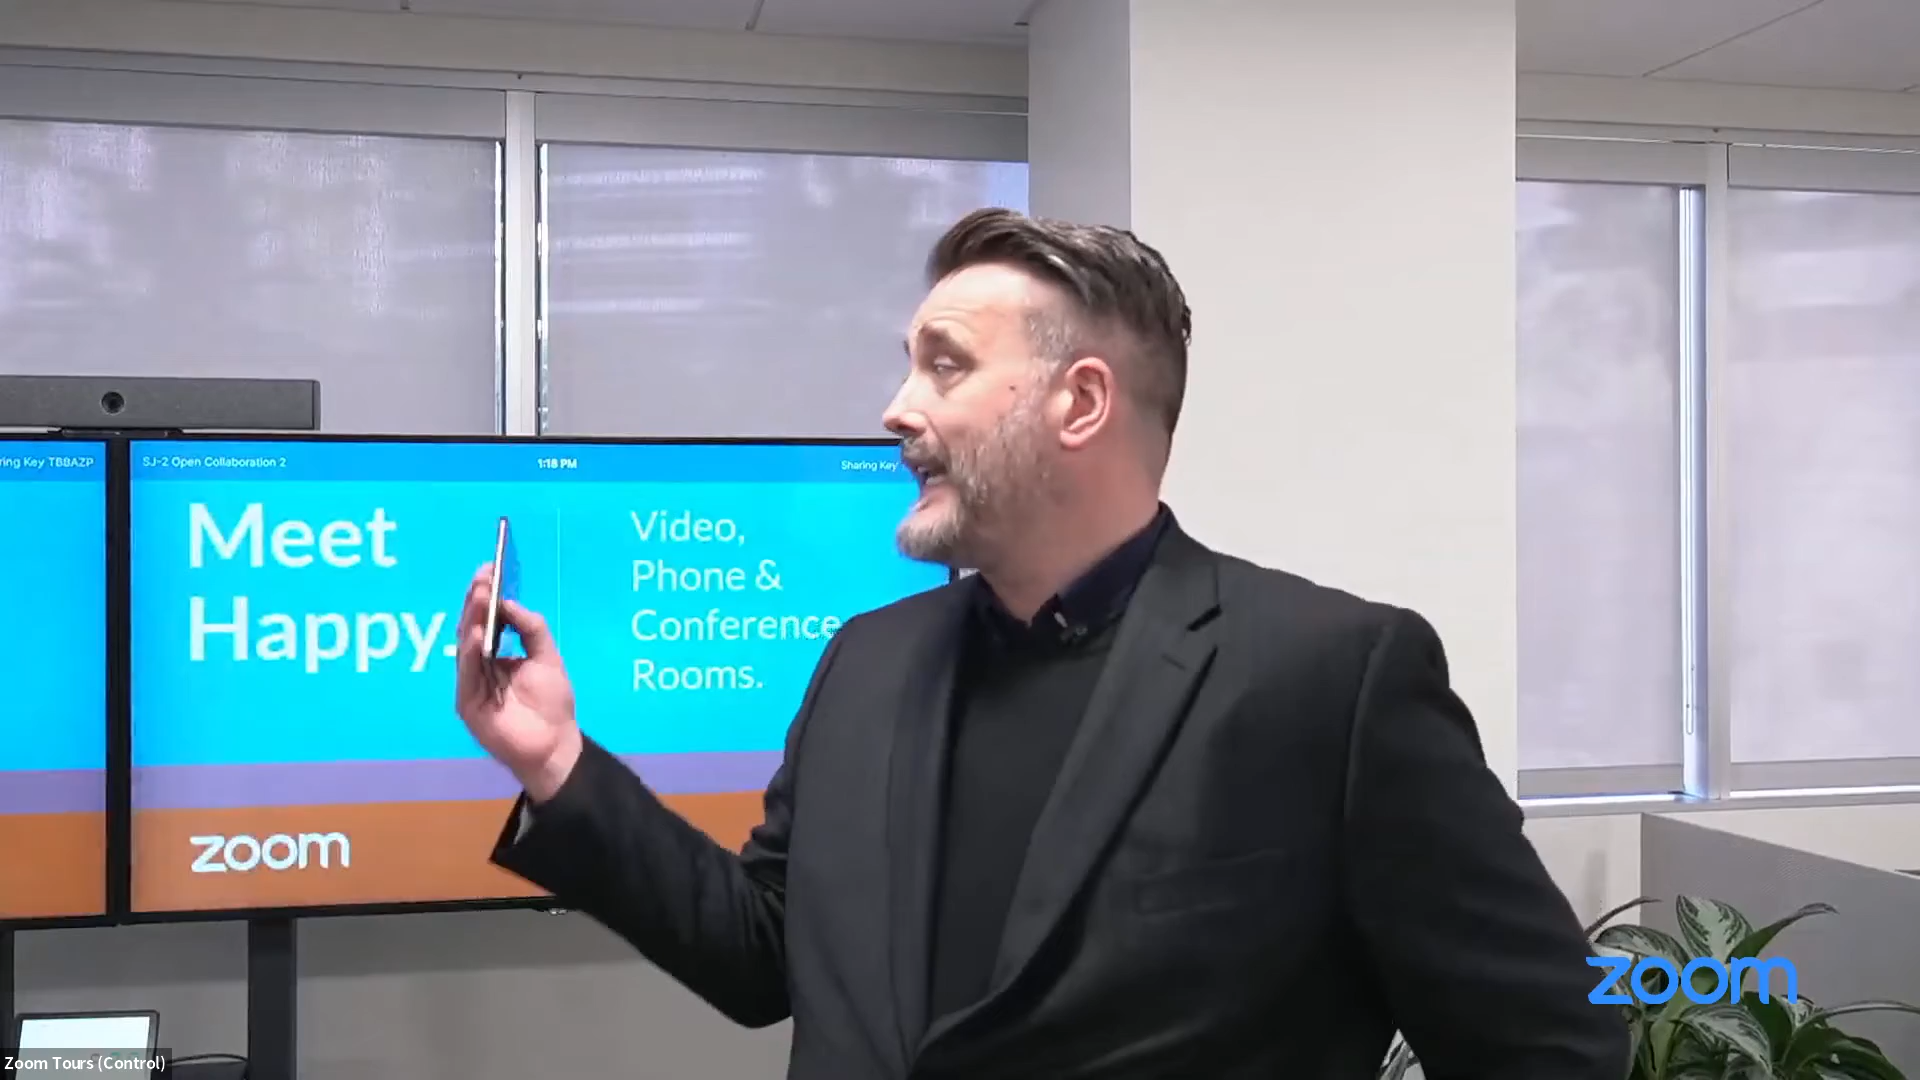 ring Key TB8AZP
SJ-2 Open Collaboration 2
1:18 PM
Sharing Key
Meet
Happy.
Video,
Phone &
Conference
Rooms.
zoom
zoom
Zoom Tours (Control)